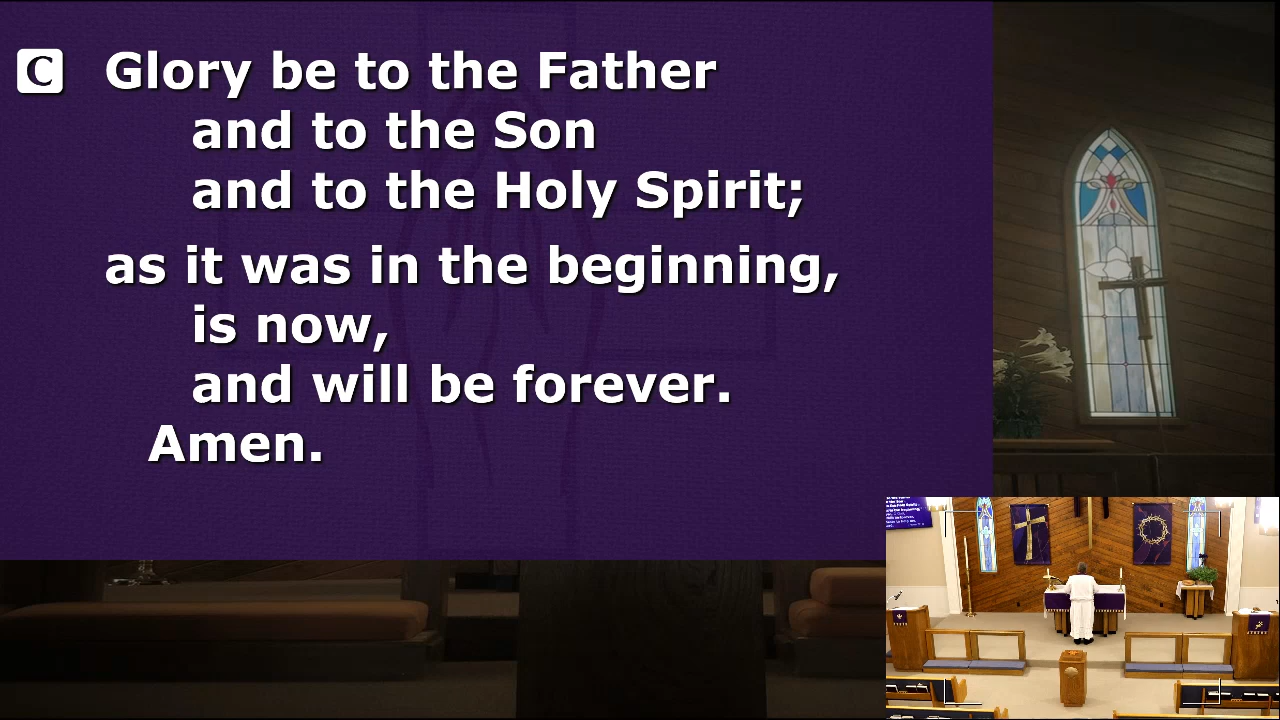 C Glory be to the Father
and to the Son
and to the Holy Spirit;
as it was in the beginning,
is now,
and will be forever.
Amen.